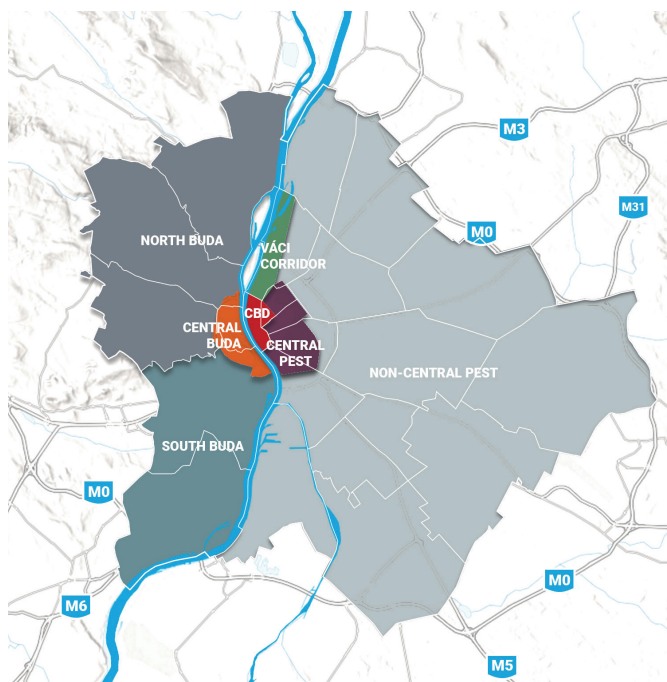 M3
M31
M0
NORTH BUDA
VÁCI
CORRIDOR
CBD
CENTRAL
BUDA
CENTRAL
PEST
NON-CENTRAL PEST
SOUTH BUDA
M0
M0
M6
M5